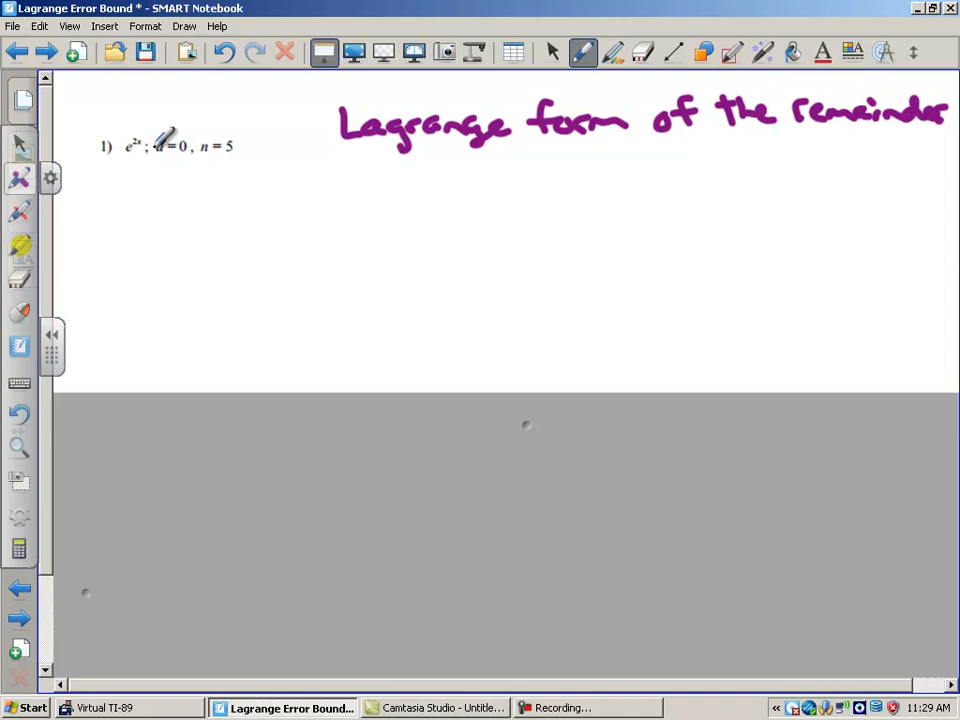 Lagrange Error Bound * - SMART Notebook
File Edit View Insert Format Draw Help
Lagrange form of the remainder
1) e^{2x} ; a = 0 , n = 5
Start Virtual TI-89 Lagrange Error Bound... Camtasia Studio - Untitle... Recording... « 11:29 AM